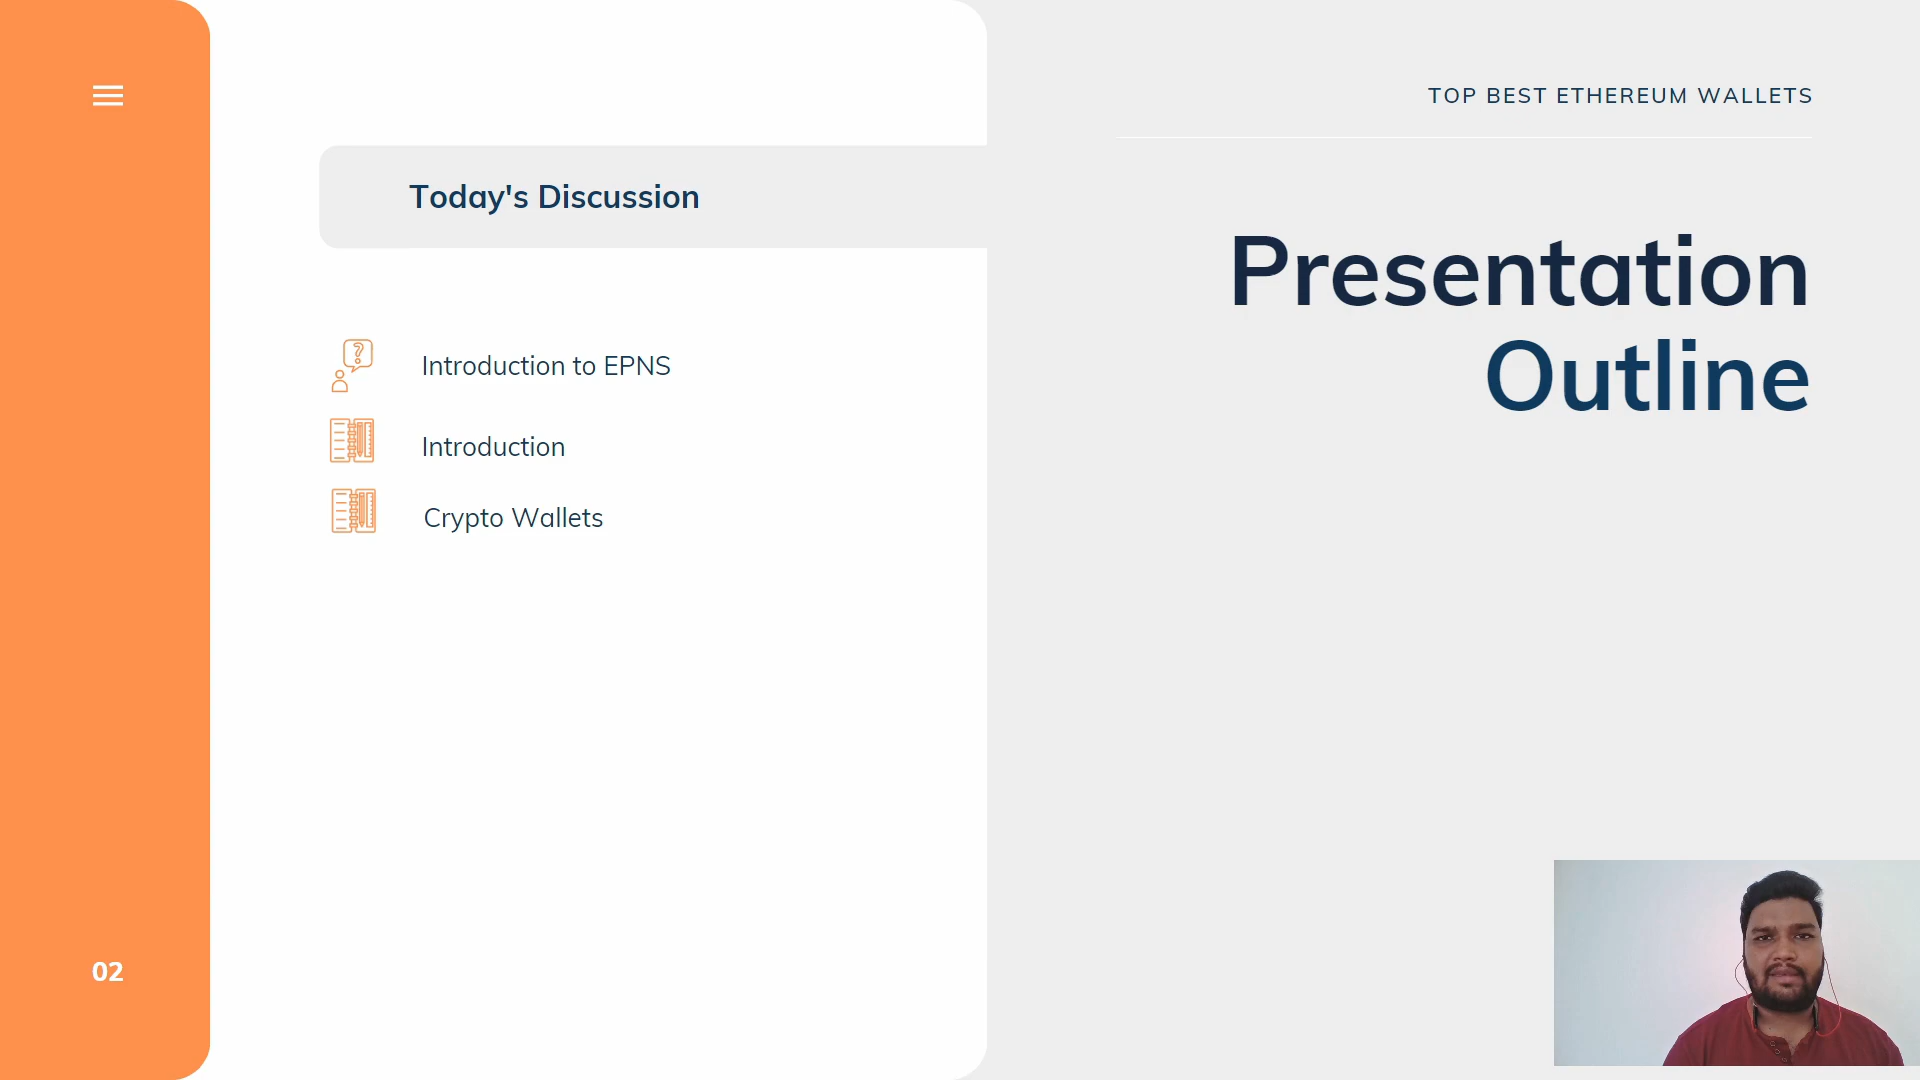 TOP BEST ETHEREUM WALLETS
Presentation
Outline
Today's Discussion
Introduction to EPNS
Introduction
Crypto Wallets
02